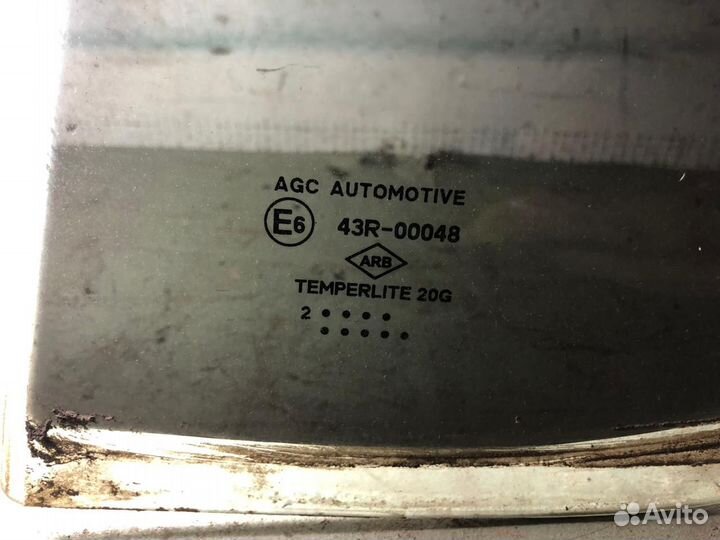 AGC AUTOMOTIVE
E6 43R-00048
ARB
TEMPERLITE 20G
2 ● ● ● ●
● ● ● ● ●
Avito